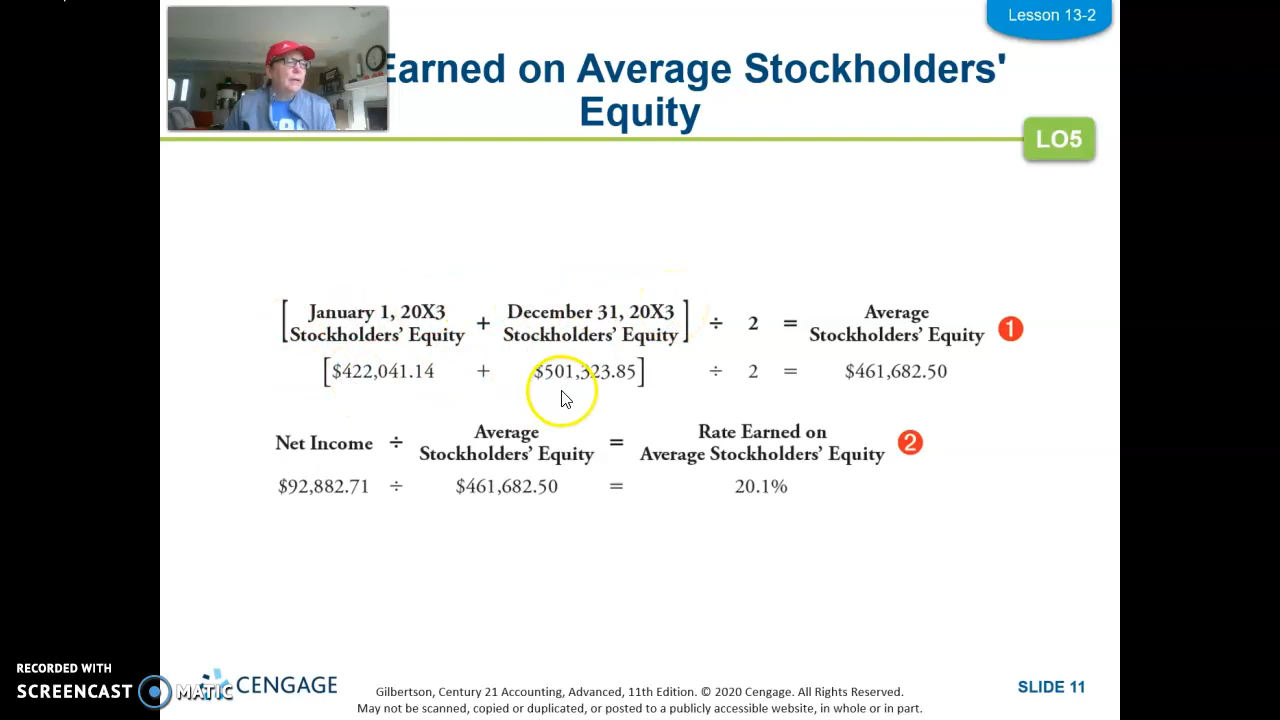 Lesson 13-2
Earned on Average Stockholders'
Equity
LO5
[January 1, 20X3 Stockholders’ Equity + December 31, 20X3 Stockholders’ Equity] ÷ 2 = Average Stockholders’ Equity 1
[$422,041.14 + $501,323.85] ÷ 2 = $461,682.50
Net Income ÷ Average Stockholders’ Equity = Rate Earned on Average Stockholders’ Equity 2
$92,882.71 ÷ $461,682.50 = 20.1%
RECORDED WITH
SCREENCAST MATIC
CENGAGE
Gilbertson, Century 21 Accounting, Advanced, 11th Edition. © 2020 Cengage. All Rights Reserved.
May not be scanned, copied or duplicated, or posted to a publicly accessible website, in whole or in part.
SLIDE 11